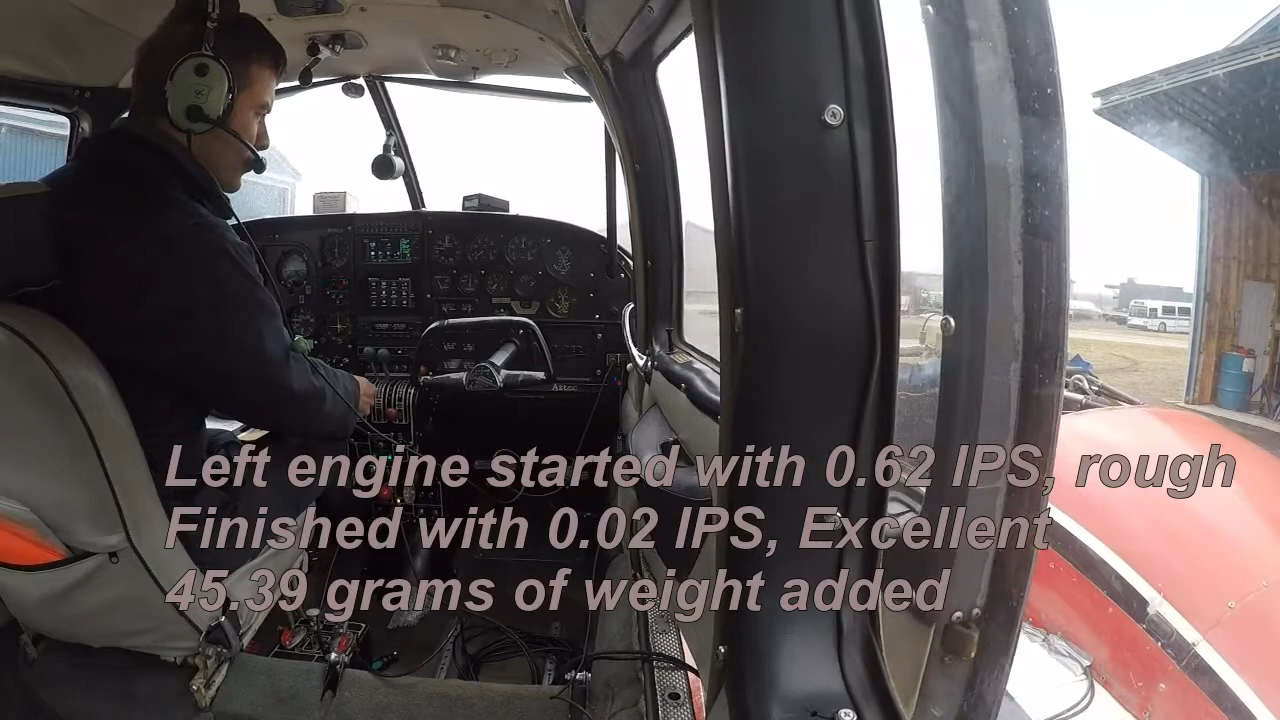 Aztec
Left engine started with 0.62 IPS, rough
Finished with 0.02 IPS, Excellent
45.39 grams of weight added